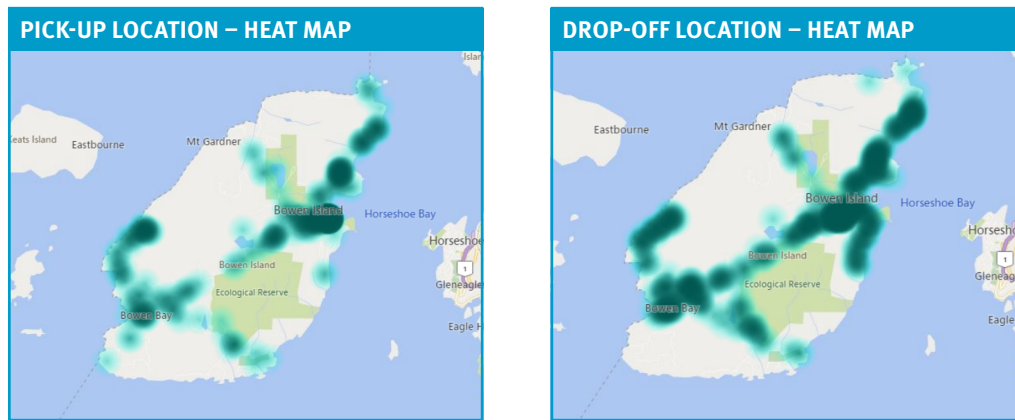 PICK-UP LOCATION – HEAT MAP
Mt Gardner
Eastbourne
Bowen Island
Horseshoe Bay
Bowen Island
Ecological Reserve
Bowen Bay
1
DROP-OFF LOCATION – HEAT MAP
Mt Gardner
Eastbourne
Bowen Island
Horseshoe Bay
Bowen Island
Ecological Reserve
Bowen Bay
1
Eagle